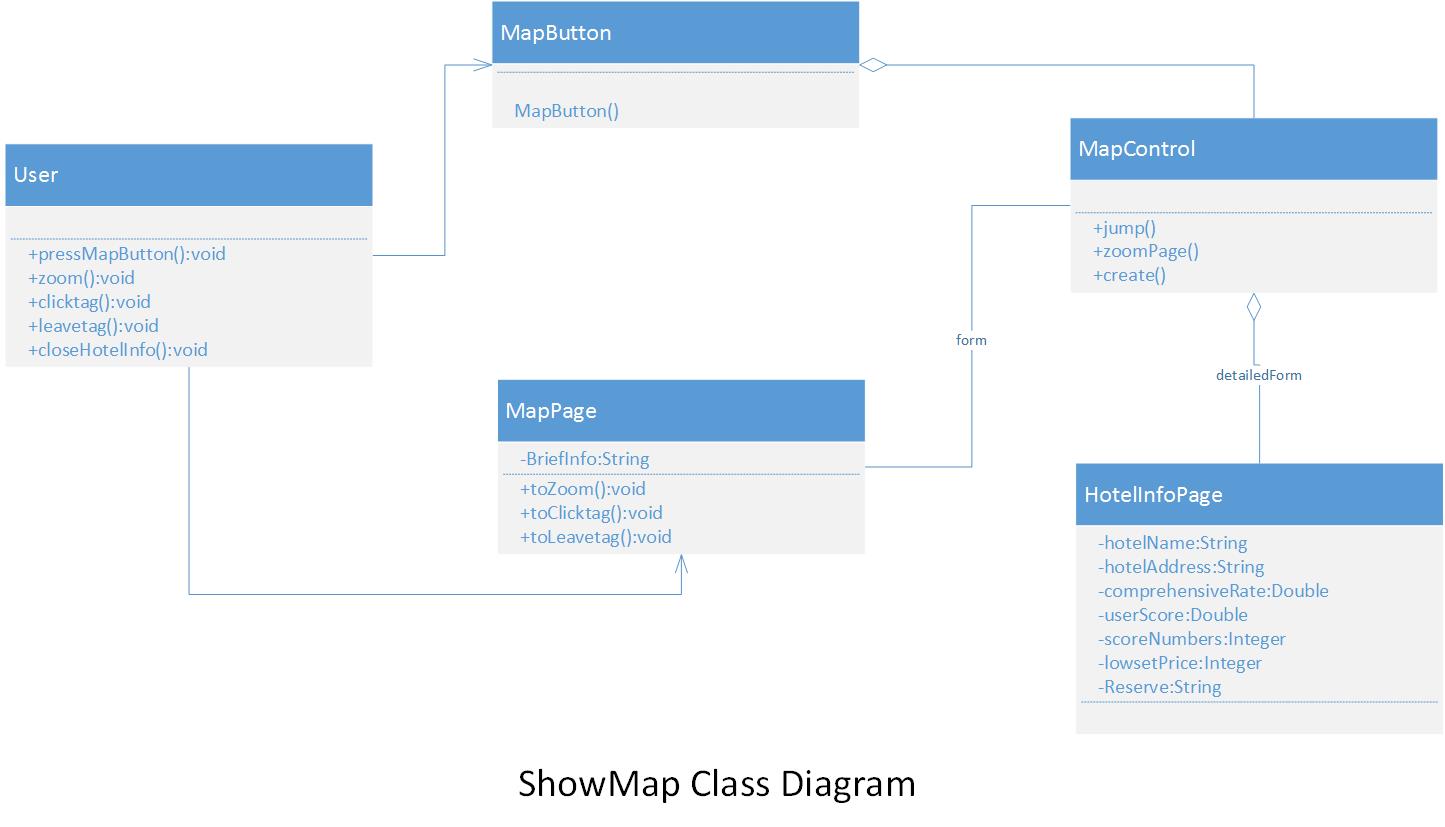 MapButton
MapButton()
User
+pressMapButton():void
+zoom():void
+clicktag():void
+leavetag():void
+closeHotelInfo():void
MapControl
+jump()
+zoomPage()
+create()
form
detailedForm
MapPage
-BriefInfo:String
+toZoom():void
+toClicktag():void
+toLeavetag():void
HotelInfoPage
-hotelName:String
-hotelAddress:String
-comprehensiveRate:Double
-userScore:Double
-scoreNumbers:Integer
-lowsetPrice:Integer
-Reserve:String
ShowMap Class Diagram